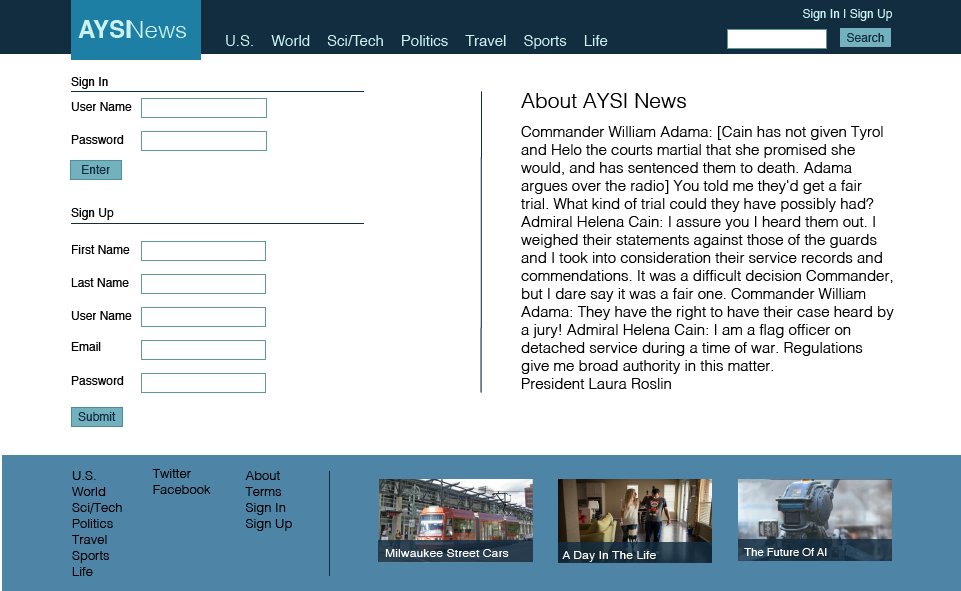 Sign In | Sign Up
AYSINews
U.S. World Sci/Tech Politics Travel Sports Life
Search
Sign In
User Name
Password
Enter
Sign Up
First Name
Last Name
User Name
Email
Password
Submit
About AYSI News
Commander William Adama: [Cain has not given Tyrol
and Helo the courts martial that she promised she
would, and has sentenced them to death. Adama
argues over the radio] You told me they'd get a fair
trial. What kind of trial could they have possibly had?
Admiral Helena Cain: I assure you I heard them out. I
weighed their statements against those of the guards
and I took into consideration their service records and
commendations. It was a difficult decision Commander,
but I dare say it was a fair one. Commander William
Adama: They have the right to have their case heard by
a jury! Admiral Helena Cain: I am a flag officer on
detached service during a time of war. Regulations
give me broad authority in this matter.
President Laura Roslin
U.S.
World
Sci/Tech
Politics
Travel
Sports
Life
Twitter
Facebook
About
Terms
Sign In
Sign Up
Milwaukee Street Cars
A Day In The Life
The Future Of AI